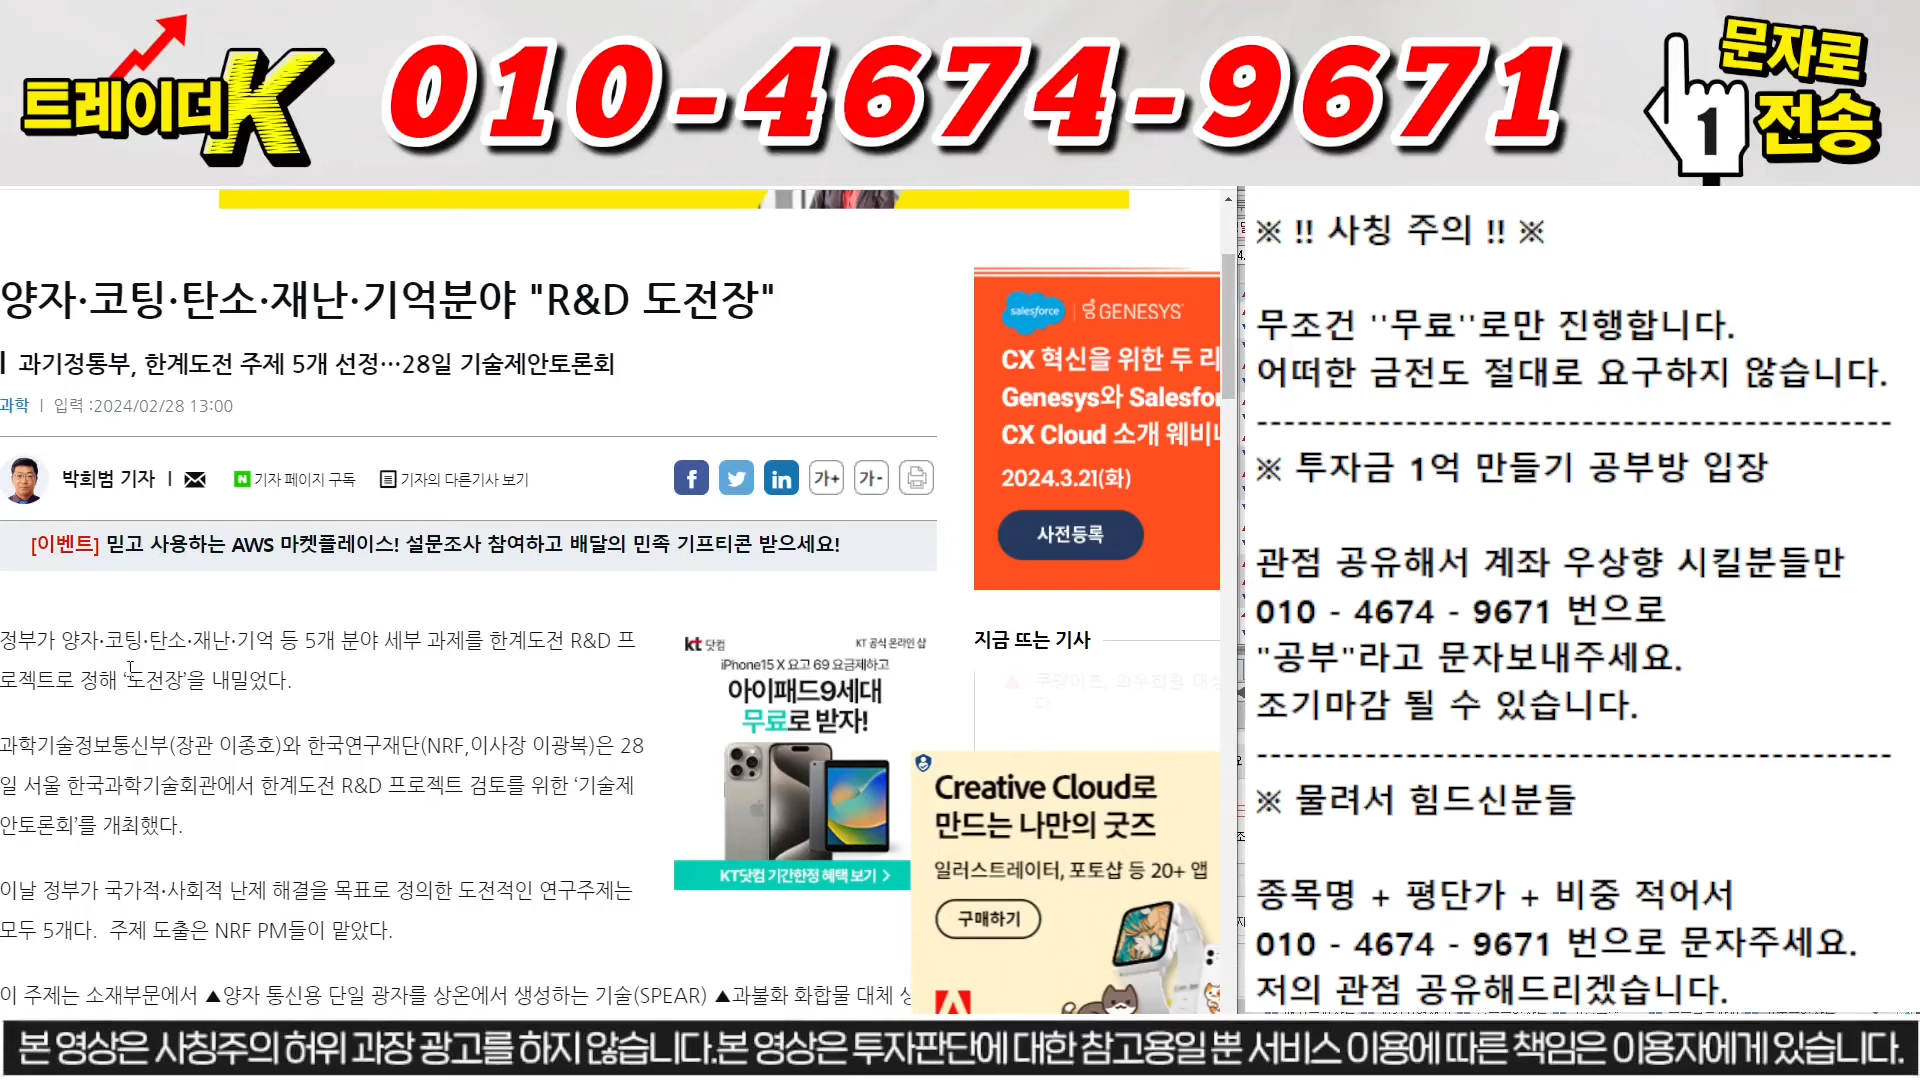 트레이더K
010-4674-9671
문자로
1
전송
양자·코팅·탄소·재난·기억분야 "R&D 도전장"
과기정통부, 한계도전 주제 5개 선정…28일 기술제안토론회
과학 | 입력 :2024/02/28 13:00
박희범 기자 | 기자 페이지 구독 기자의 다른기사 보기
가+ 가-
[이벤트] 믿고 사용하는 AWS 마켓플레이스! 설문조사 참여하고 배달의 민족 기프티콘 받으세요!
정부가 양자·코팅·탄소·재난·기억 등 5개 분야 세부 과제를 한계도전 R&D 프
로젝트로 정해 ‘도전장’을 내밀었다.
과학기술정보통신부(장관 이종호)와 한국연구재단(NRF,이사장 이광복)은 28
일 서울 한국과학기술회관에서 한계도전 R&D 프로젝트 검토를 위한 ‘기술제
안토론회’를 개최했다.
이날 정부가 국가적·사회적 난제 해결을 목표로 정의한 도전적인 연구주제는
모두 5개다. 주제 도출은 NRF PM들이 맡았다.
이 주제는 소재부문에서 ▲양자 통신용 단일 광자를 상온에서 생성하는 기술(SPEAR) ▲과불화 화합물 대체
kt 닷컴
KT 공식 온라인 샵
iPhone15 X 요고 69 요금제하고
아이패드9세대
무료로 받자!
KT닷컴 기간한정 혜택 보기 >
salesforce | GENESYS
CX 혁신을 위한 두 리
Genesys와 Salesfor
CX Cloud 소개 웨비나
2024.3.21(화)
사전등록
지금 뜨는 기사
Creative Cloud로
만드는 나만의 굿즈
일러스트레이터, 포토샵 등 20+ 앱
구매하기
※ !! 사칭 주의 !! ※
무조건 ''무료''로만 진행합니다.
어떠한 금전도 절대로 요구하지 않습니다.
-----------------------------------------------
※ 투자금 1억 만들기 공부방 입장
관점 공유해서 계좌 우상향 시킬분들만
010 - 4674 - 9671 번으로
"공부"라고 문자보내주세요.
조기마감 될 수 있습니다.
-----------------------------------------------
※ 물려서 힘드신분들
종목명 + 평단가 + 비중 적어서
010 - 4674 - 9671 번으로 문자주세요.
저의 관점 공유해드리겠습니다.
본 영상은 사칭주의 허위 과장 광고를 하지 않습니다.본 영상은 투자판단에 대한 참고용일 뿐 서비스 이용에 따른 책임은 이용자에게 있습니다.